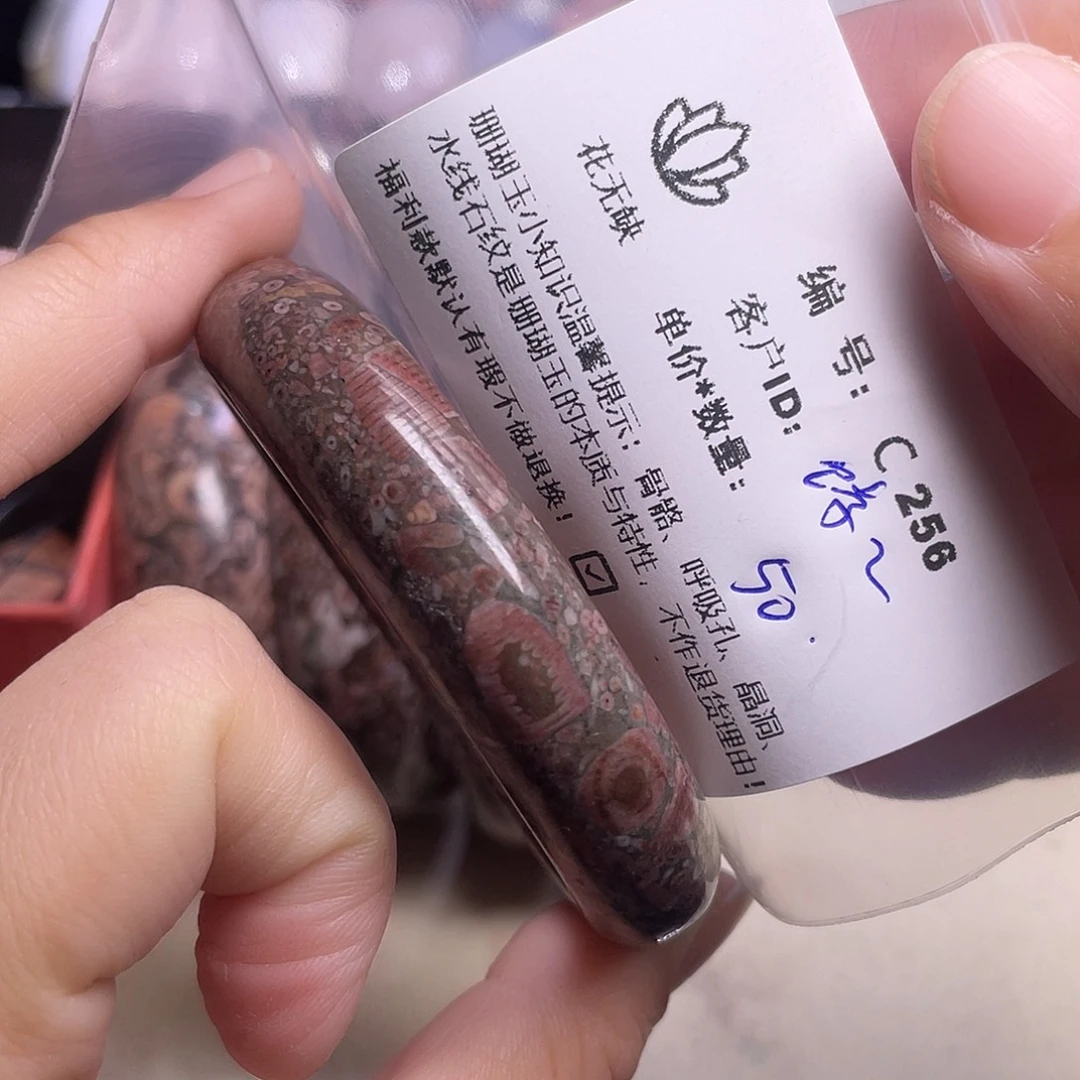 花无缺
编号：C256
客户ID：
单价*数量：50.
珊瑚玉小知识温馨提示：骨骼、呼吸孔、晶洞、
水线石纹是珊瑚玉的本质与特性，不作退货理由！
福利款默认有瑕不做退换！